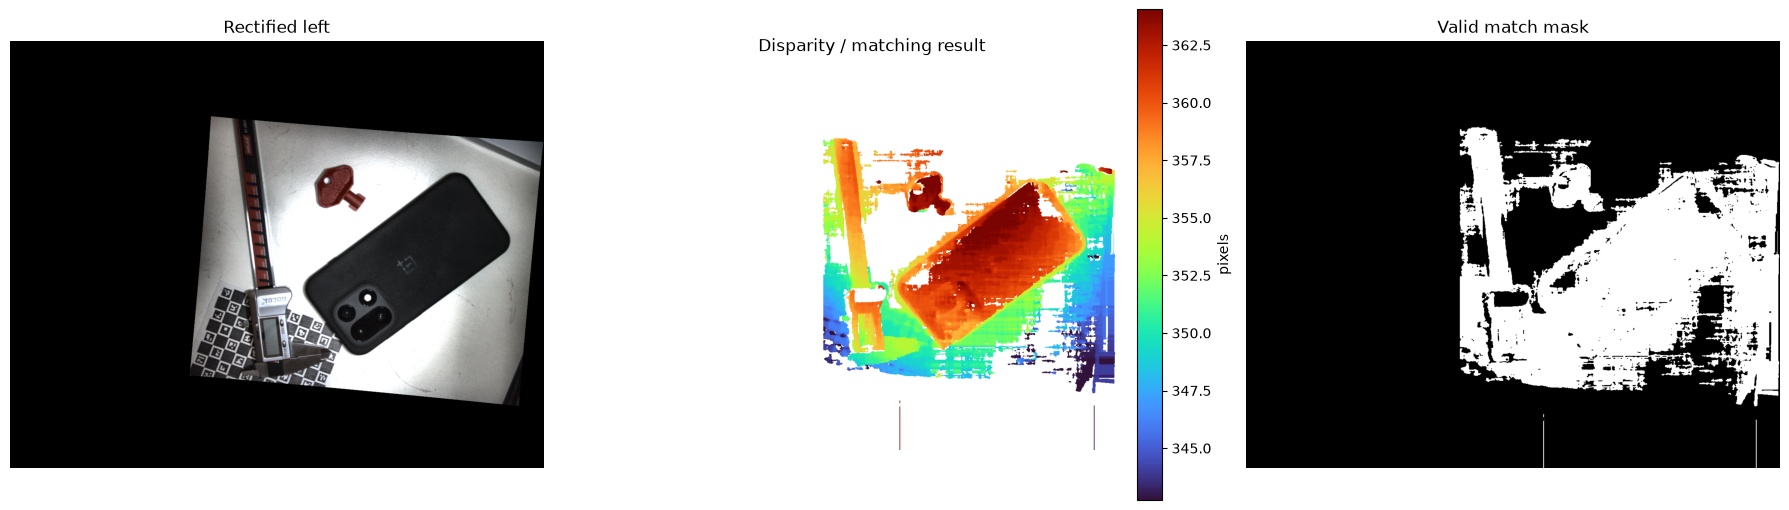 Rectified left
Disparity / matching result
Valid match mask
362.5
360.0
357.5
355.0
352.5
350.0
347.5
345.0
pixels